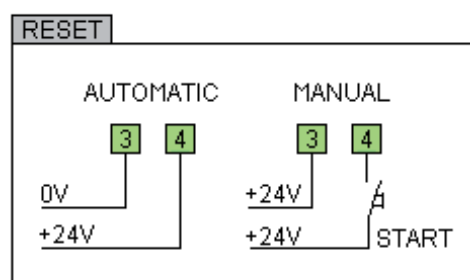 RESET
AUTOMATIC MANUAL
3 4 3 4
0V +24V
+24V +24V START